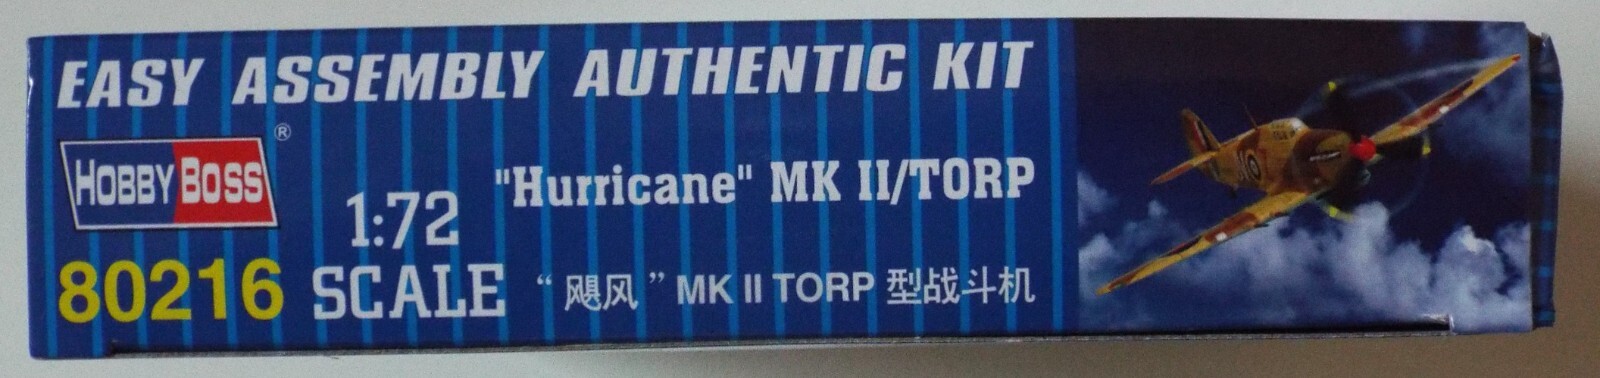 EASY ASSEMBLY AUTHENTIC KIT
HOBBY BOSS ®
"Hurricane" MK II/TORP
1:72
80216 SCALE
“飓风” MK II TORP 型战斗机